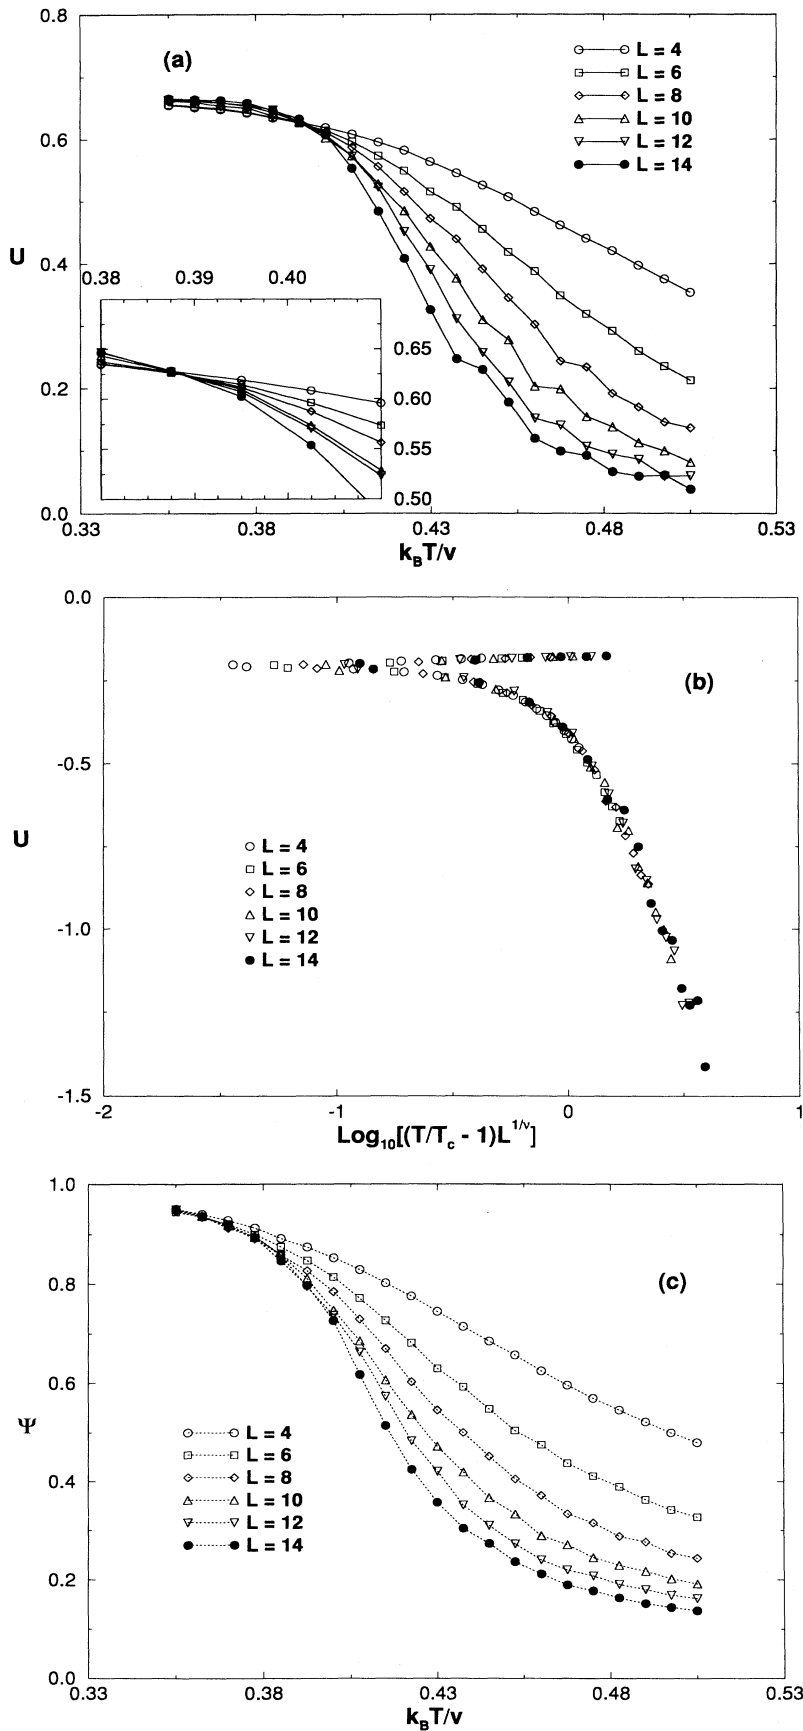 0.8
(a)
L = 4
L = 6
L = 8
L = 10
L = 12
L = 14
0.6
U
0.4
0.38 0.39 0.40
0.65
0.60
0.55
0.50
0.2
0.0
0.33 0.38 0.43 0.48 0.53
k_BT/v
0.0
(b)
-0.5
U
L = 4
L = 6
L = 8
L = 10
L = 12
L = 14
-1.0
-1.5
-2 -1 0 1
Log₁₀[(T/T_c - 1)L^{1/ν}]
1.0
(c)
0.8
0.6
Ψ
L = 4
L = 6
L = 8
L = 10
L = 12
L = 14
0.4
0.2
0.0
0.33 0.38 0.43 0.48 0.53
k_BT/v